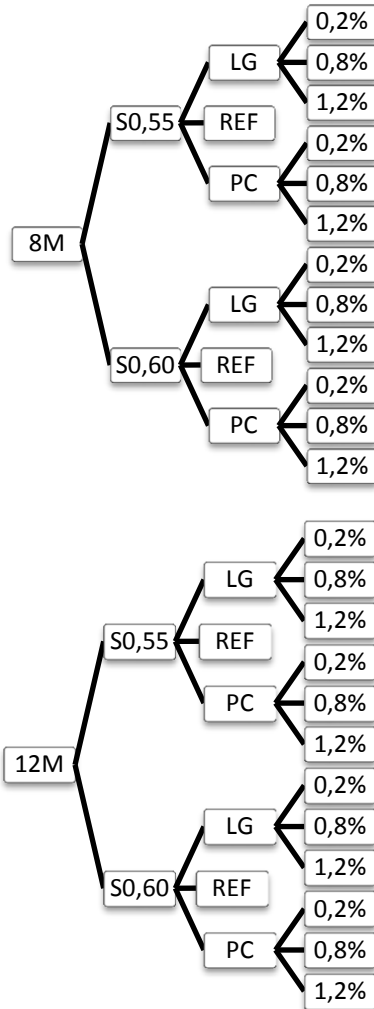 0,2%
LG
0,8%
1,2%
S0,55
REF
0,2%
PC
0,8%
1,2%
8M
0,2%
LG
0,8%
1,2%
S0,60
REF
0,2%
PC
0,8%
1,2%
0,2%
LG
0,8%
1,2%
S0,55
REF
0,2%
PC
0,8%
1,2%
12M
0,2%
LG
0,8%
1,2%
S0,60
REF
0,2%
PC
0,8%
1,2%